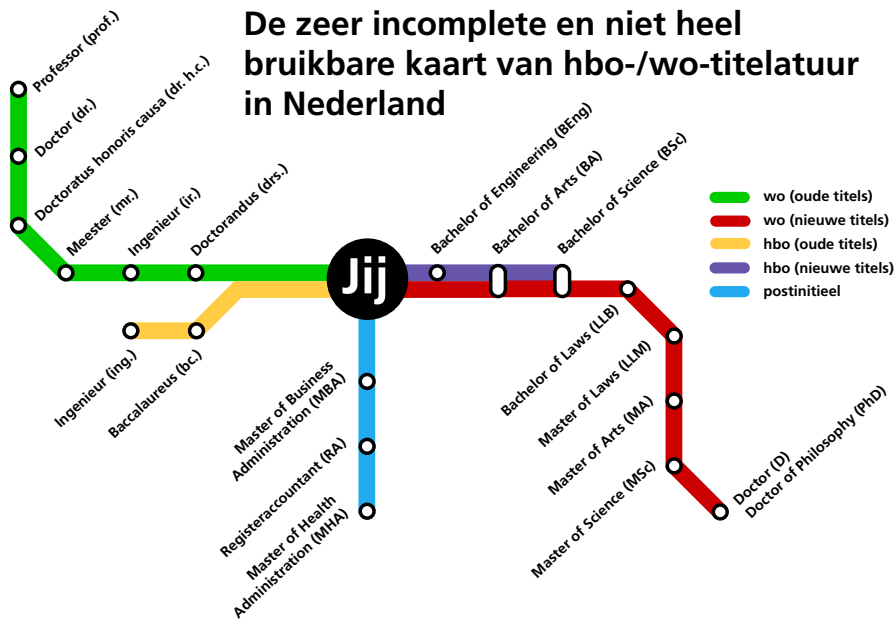 De zeer incomplete en niet heel
bruikbare kaart van hbo-/wo-titelatuur
in Nederland
Professor (prof.)
Doctor (dr.)
Doctoratus honoris causa (dr. h.c.)
Meester (mr.)
Ingenieur (ir.)
Doctorandus (drs.)
Jij
Bachelor of Engineering (BEng)
Bachelor of Arts (BA)
Bachelor of Science (BSc)
wo (oude titels)
wo (nieuwe titels)
hbo (oude titels)
hbo (nieuwe titels)
postinitieel
Ingenieur (ing.)
Baccalaureus (bc.)
Master of Business
Administration (MBA)
Registeraccountant (RA)
Master of Health
Administration (MHA)
Bachelor of Laws (LLB)
Master of Laws (LLM)
Master of Arts (MA)
Master of Science (MSc)
Doctor (D)
Doctor of Philosophy (PhD)